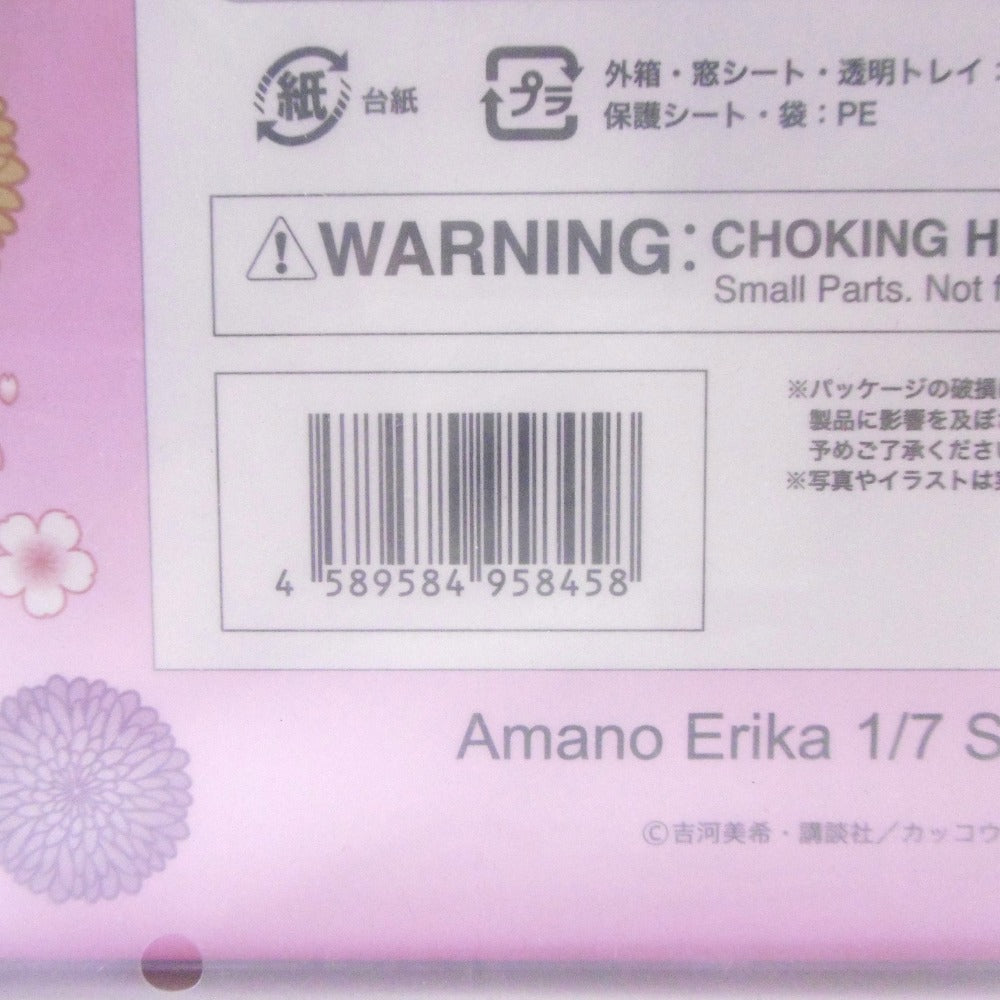 紙 台紙
プラ 外箱・窓シート・透明トレイ
保護シート・袋：PE
WARNING: CHOKING H
Small Parts. Not f
※パッケージの破損
製品に影響を及ぼ
予めご了承くださ
※写真やイラストは実
4 589584 958458
Amano Erika 1/7 S
©吉河美希・講談社／カッコウ